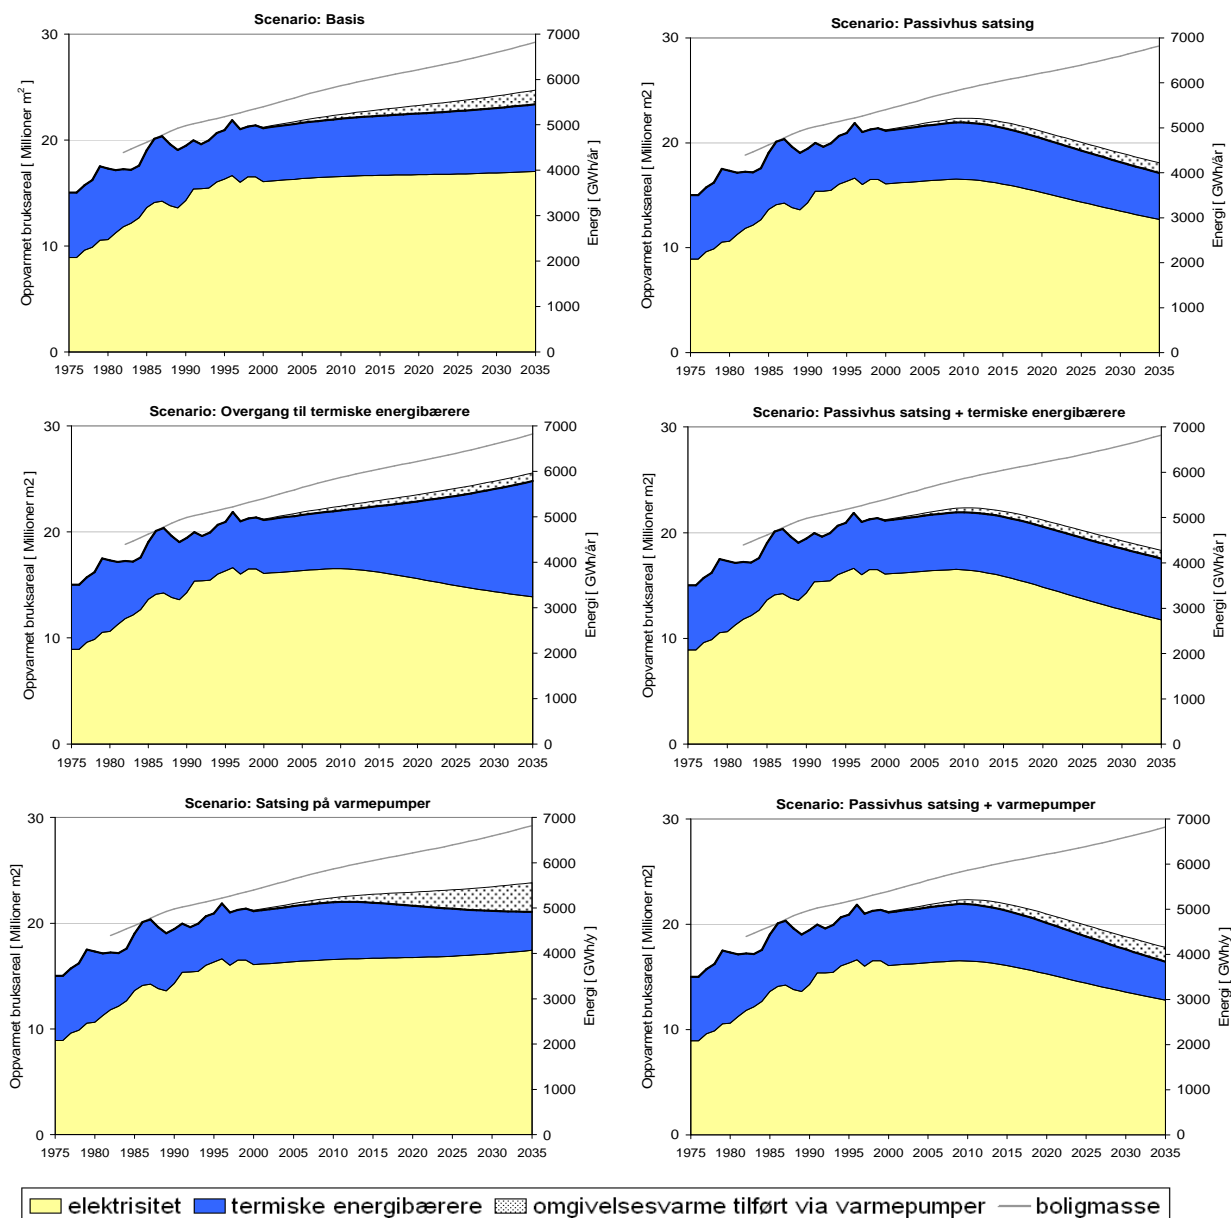 Scenario: Basis
Oppvarmet bruksareal [ Millioner m² ]
30
20
10
0
7000
6000
5000
4000
3000
2000
1000
0
Energi [ GWh/år ]
1975 1980 1985 1990 1995 2000 2005 2010 2015 2020 2025 2030 2035
Scenario: Passivhus satsing
Oppvarmet bruksareal [ Millioner m2 ]
30
20
10
0
7000
6000
5000
4000
3000
2000
1000
0
Energi [ GWh/år ]
1975 1980 1985 1990 1995 2000 2005 2010 2015 2020 2025 2030 2035
Scenario: Overgang til termiske energibærere
Oppvarmet bruksareal [ Millioner m2 ]
30
20
10
0
7000
6000
5000
4000
3000
2000
1000
0
Energi [ GWh/år ]
1975 1980 1985 1990 1995 2000 2005 2010 2015 2020 2025 2030 2035
Scenario: Passivhus satsing + termiske energibærere
Oppvarmet bruksareal [ Millioner m2]
30
20
10
0
7000
6000
5000
4000
3000
2000
1000
0
Energi [ GWh/år ]
1975 1980 1985 1990 1995 2000 2005 2010 2015 2020 2025 2030 2035
Scenario: Satsing på varmepumper
Oppvarmet bruksareal [ Millioner m2]
30
20
10
0
7000
6000
5000
4000
3000
2000
1000
0
Energi [ GWh/y ]
1975 1980 1985 1990 1995 2000 2005 2010 2015 2020 2025 2030 2035
Scenario: Passivhus satsing + varmepumper
Oppvarmet bruksareal [ Millioner m2]
30
20
10
0
7000
6000
5000
4000
3000
2000
1000
0
Energi [ GWh/y ]
1975 1980 1985 1990 1995 2000 2005 2010 2015 2020 2025 2030 2035
elektrisitet termiske energibærere omgivelsesvarme tilført via varmepumper boligmasse